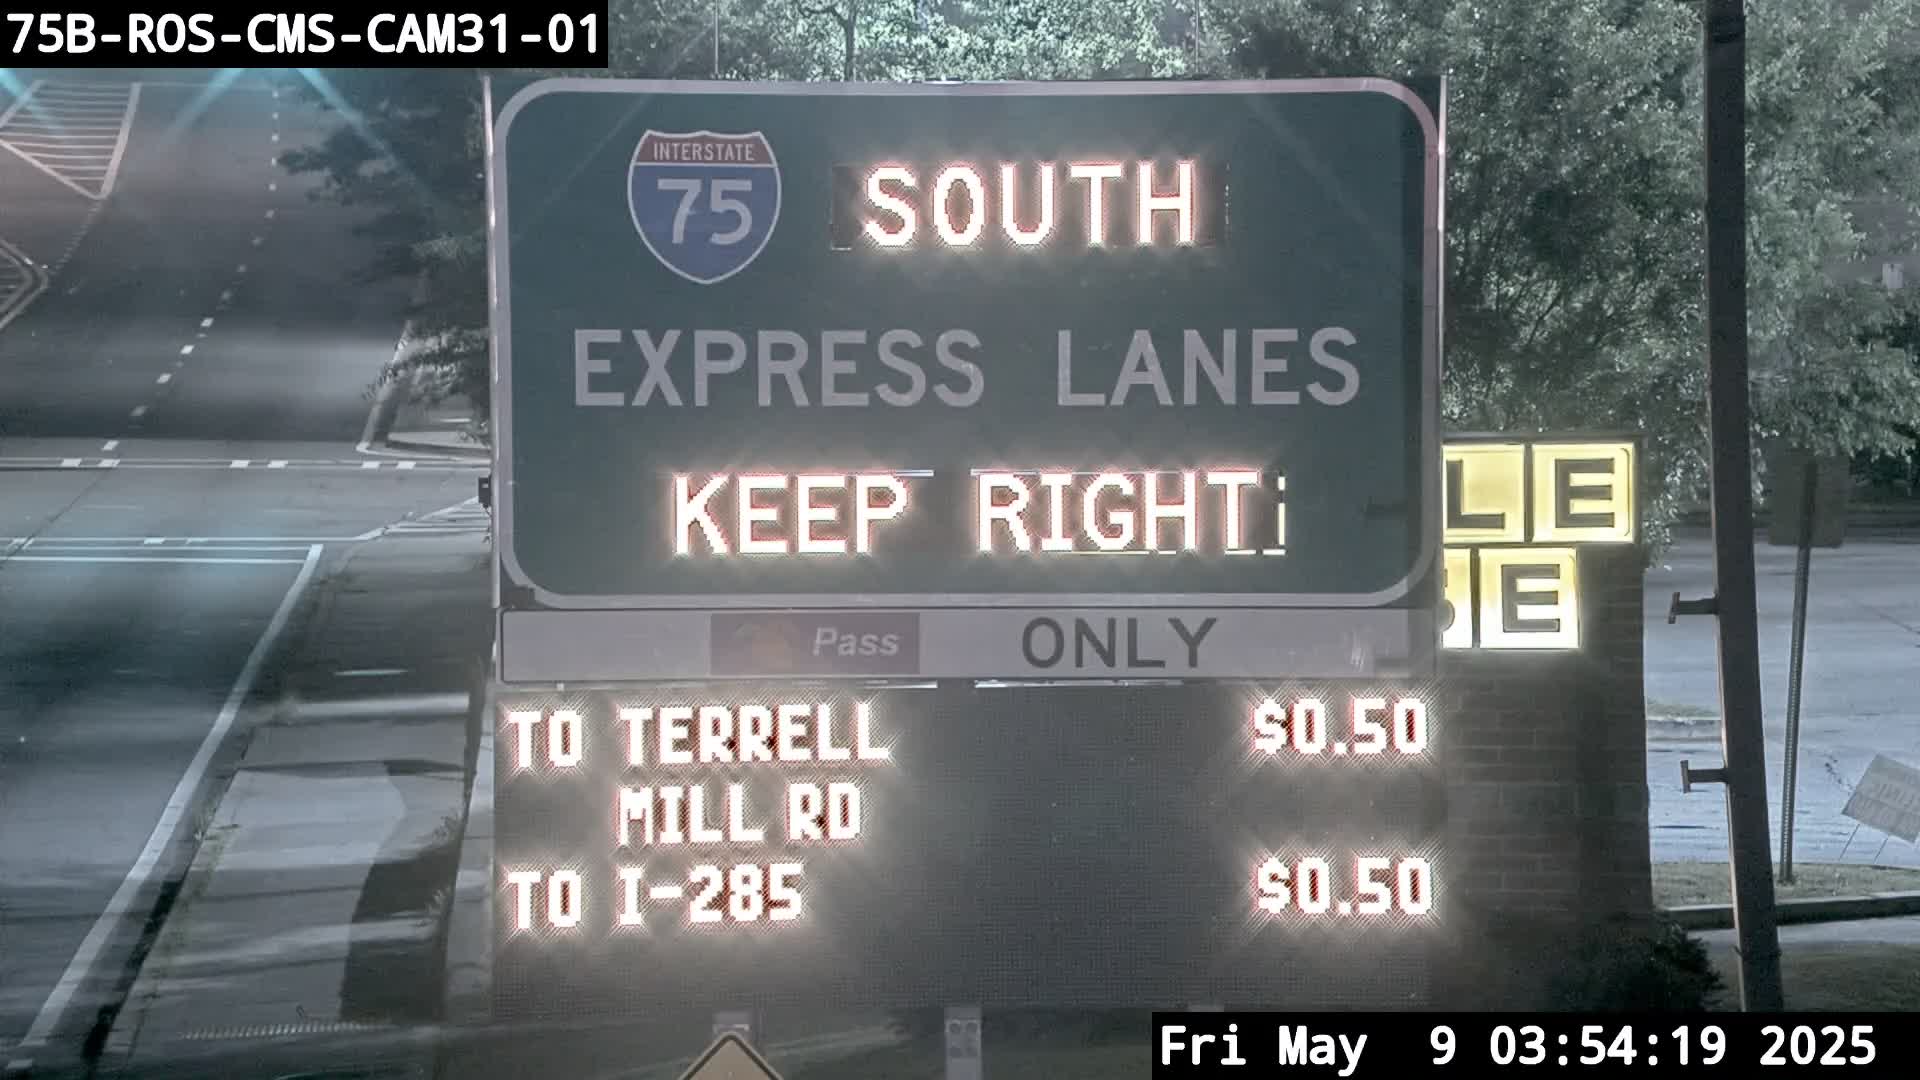 75B-ROS-CMS-CAM31-01
INTERSTATE
75
SOUTH
EXPRESS LANES
KEEP RIGHT
Pass ONLY
TO TERRELL $0.50
MILL RD
TO I-285 $0.50
LE
E
Fri May 9 03:54:19 2025